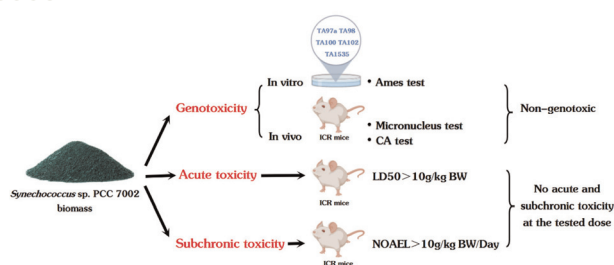 TA97a TA98
TA100 TA102
TA1535
In vitro
• Ames test
Genotoxicity
Non-genotoxic
In vivo
ICR mice
• Micronucleus test
• CA test
Synechococcus sp. PCC 7002
biomass
Acute toxicity
ICR mice
LD50>10g/kg BW
No acute and
subchronic toxicity
at the tested dose
Subchronic toxicity
ICR mice
NOAEL>10g/kg BW/Day